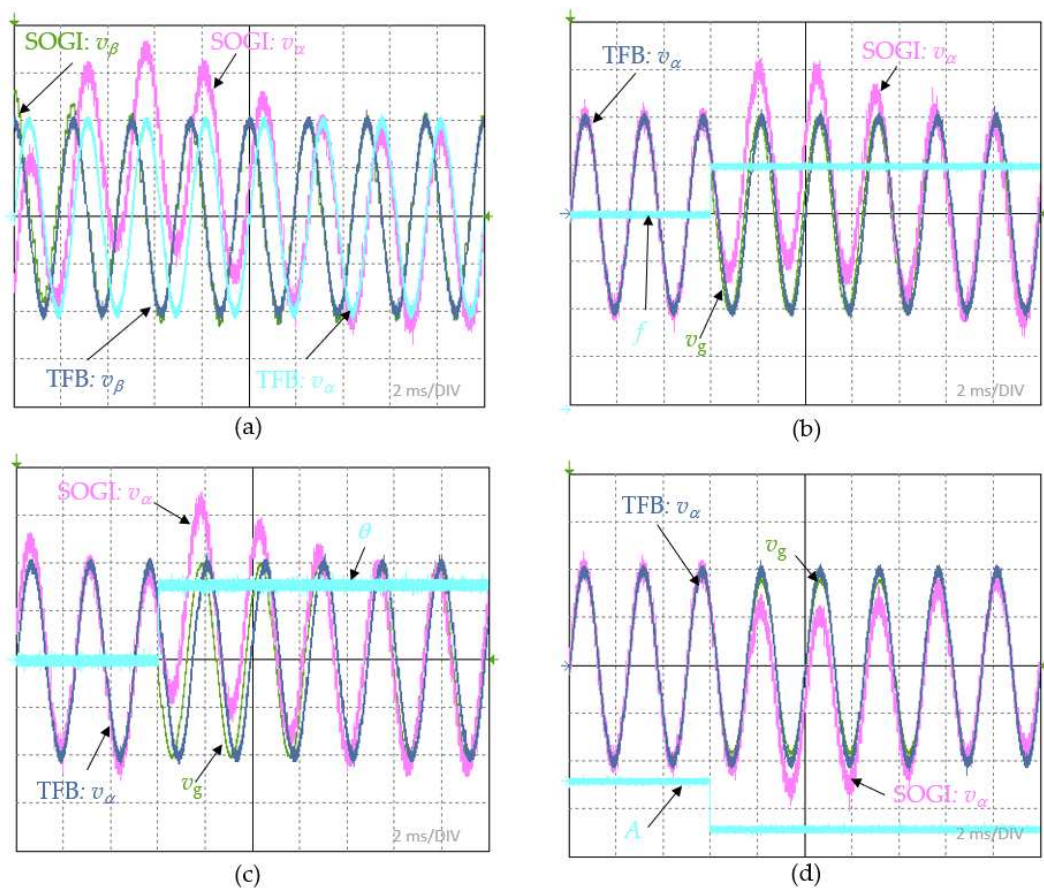 SOGI: vβ
SOGI: vα
TFB: vβ
TFB: vα
2 ms/DIV
(a)
TFB: vα
SOGI: vα
f
vg
2 ms/DIV
(b)
SOGI: vα
θ
TFB: vα
vg
2 ms/DIV
(c)
TFB: vα
vg
A
SOGI: vα
2 ms/DIV
(d)